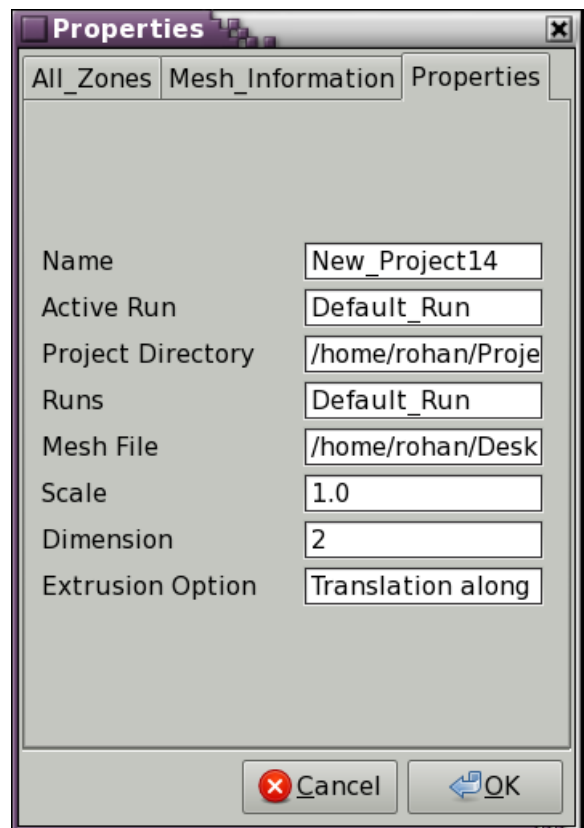 Properties
All_Zones Mesh_Information Properties
Name New_Project14
Active Run Default_Run
Project Directory /home/rohan/Proje
Runs Default_Run
Mesh File /home/rohan/Desk
Scale 1.0
Dimension 2
Extrusion Option Translation along
Cancel OK